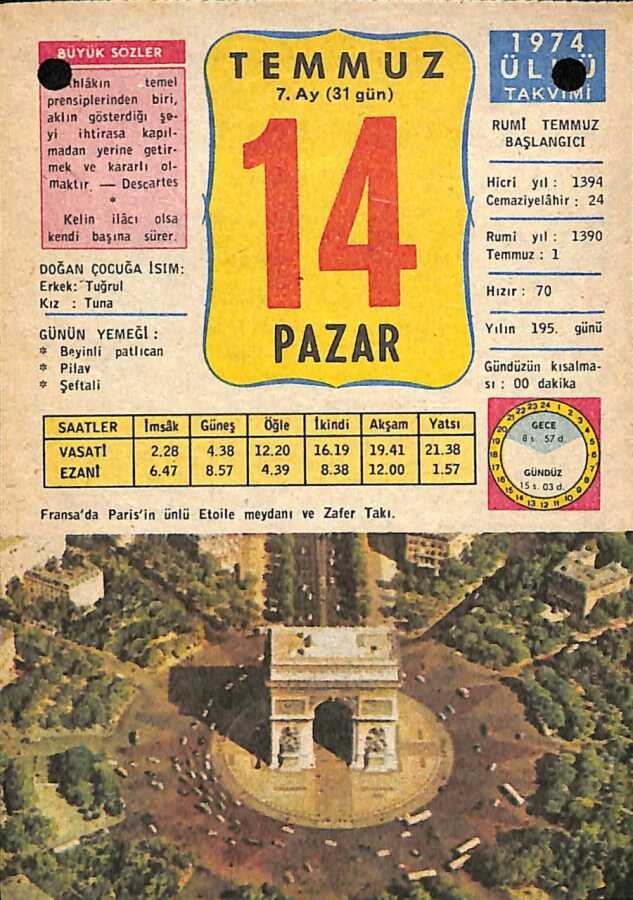 BÜYÜK SÖZLER
temel
prensiplerinden biri,
aklın gösterdiği şe-
yi ihtirasa kapıl-
madan yerine getir-
mek ve kararlı ol-
maktır. — Descartes
*
Kelin ilâcı olsa
kendi başına sürer.
DOĞAN ÇOCUĞA İSİM:
Erkek: Tuğrul
Kız : Tuna
GÜNÜN YEMEĞİ :
* Beyinli patlıcan
* Pilav
* Şeftali
TEMMUZ
7. Ay (31 gün)
14
PAZAR
1974
TAKVİMİ
RUMİ TEMMUZ
BAŞLANGICI
Hicri yıl : 1394
Cemaziyelâhir : 24
Rumi yıl : 1390
Temmuz : 1
Hızır : 70
Yılın 195. günü
Gündüzün kısalma-
sı : 00 dakika
SAATLER İmsâk Güneş Öğle İkindi Akşam Yatsı
VASATİ 2.28 4.38 12.20 16.19 19.41 21.38
EZANİ 6.47 8.57 4.39 8.38 12.00 1.57
GECE
8 s. 57 d.
GÜNDÜZ
15 s. 03 d.
Fransa'da Paris'in ünlü Etoile meydanı ve Zafer Takı.